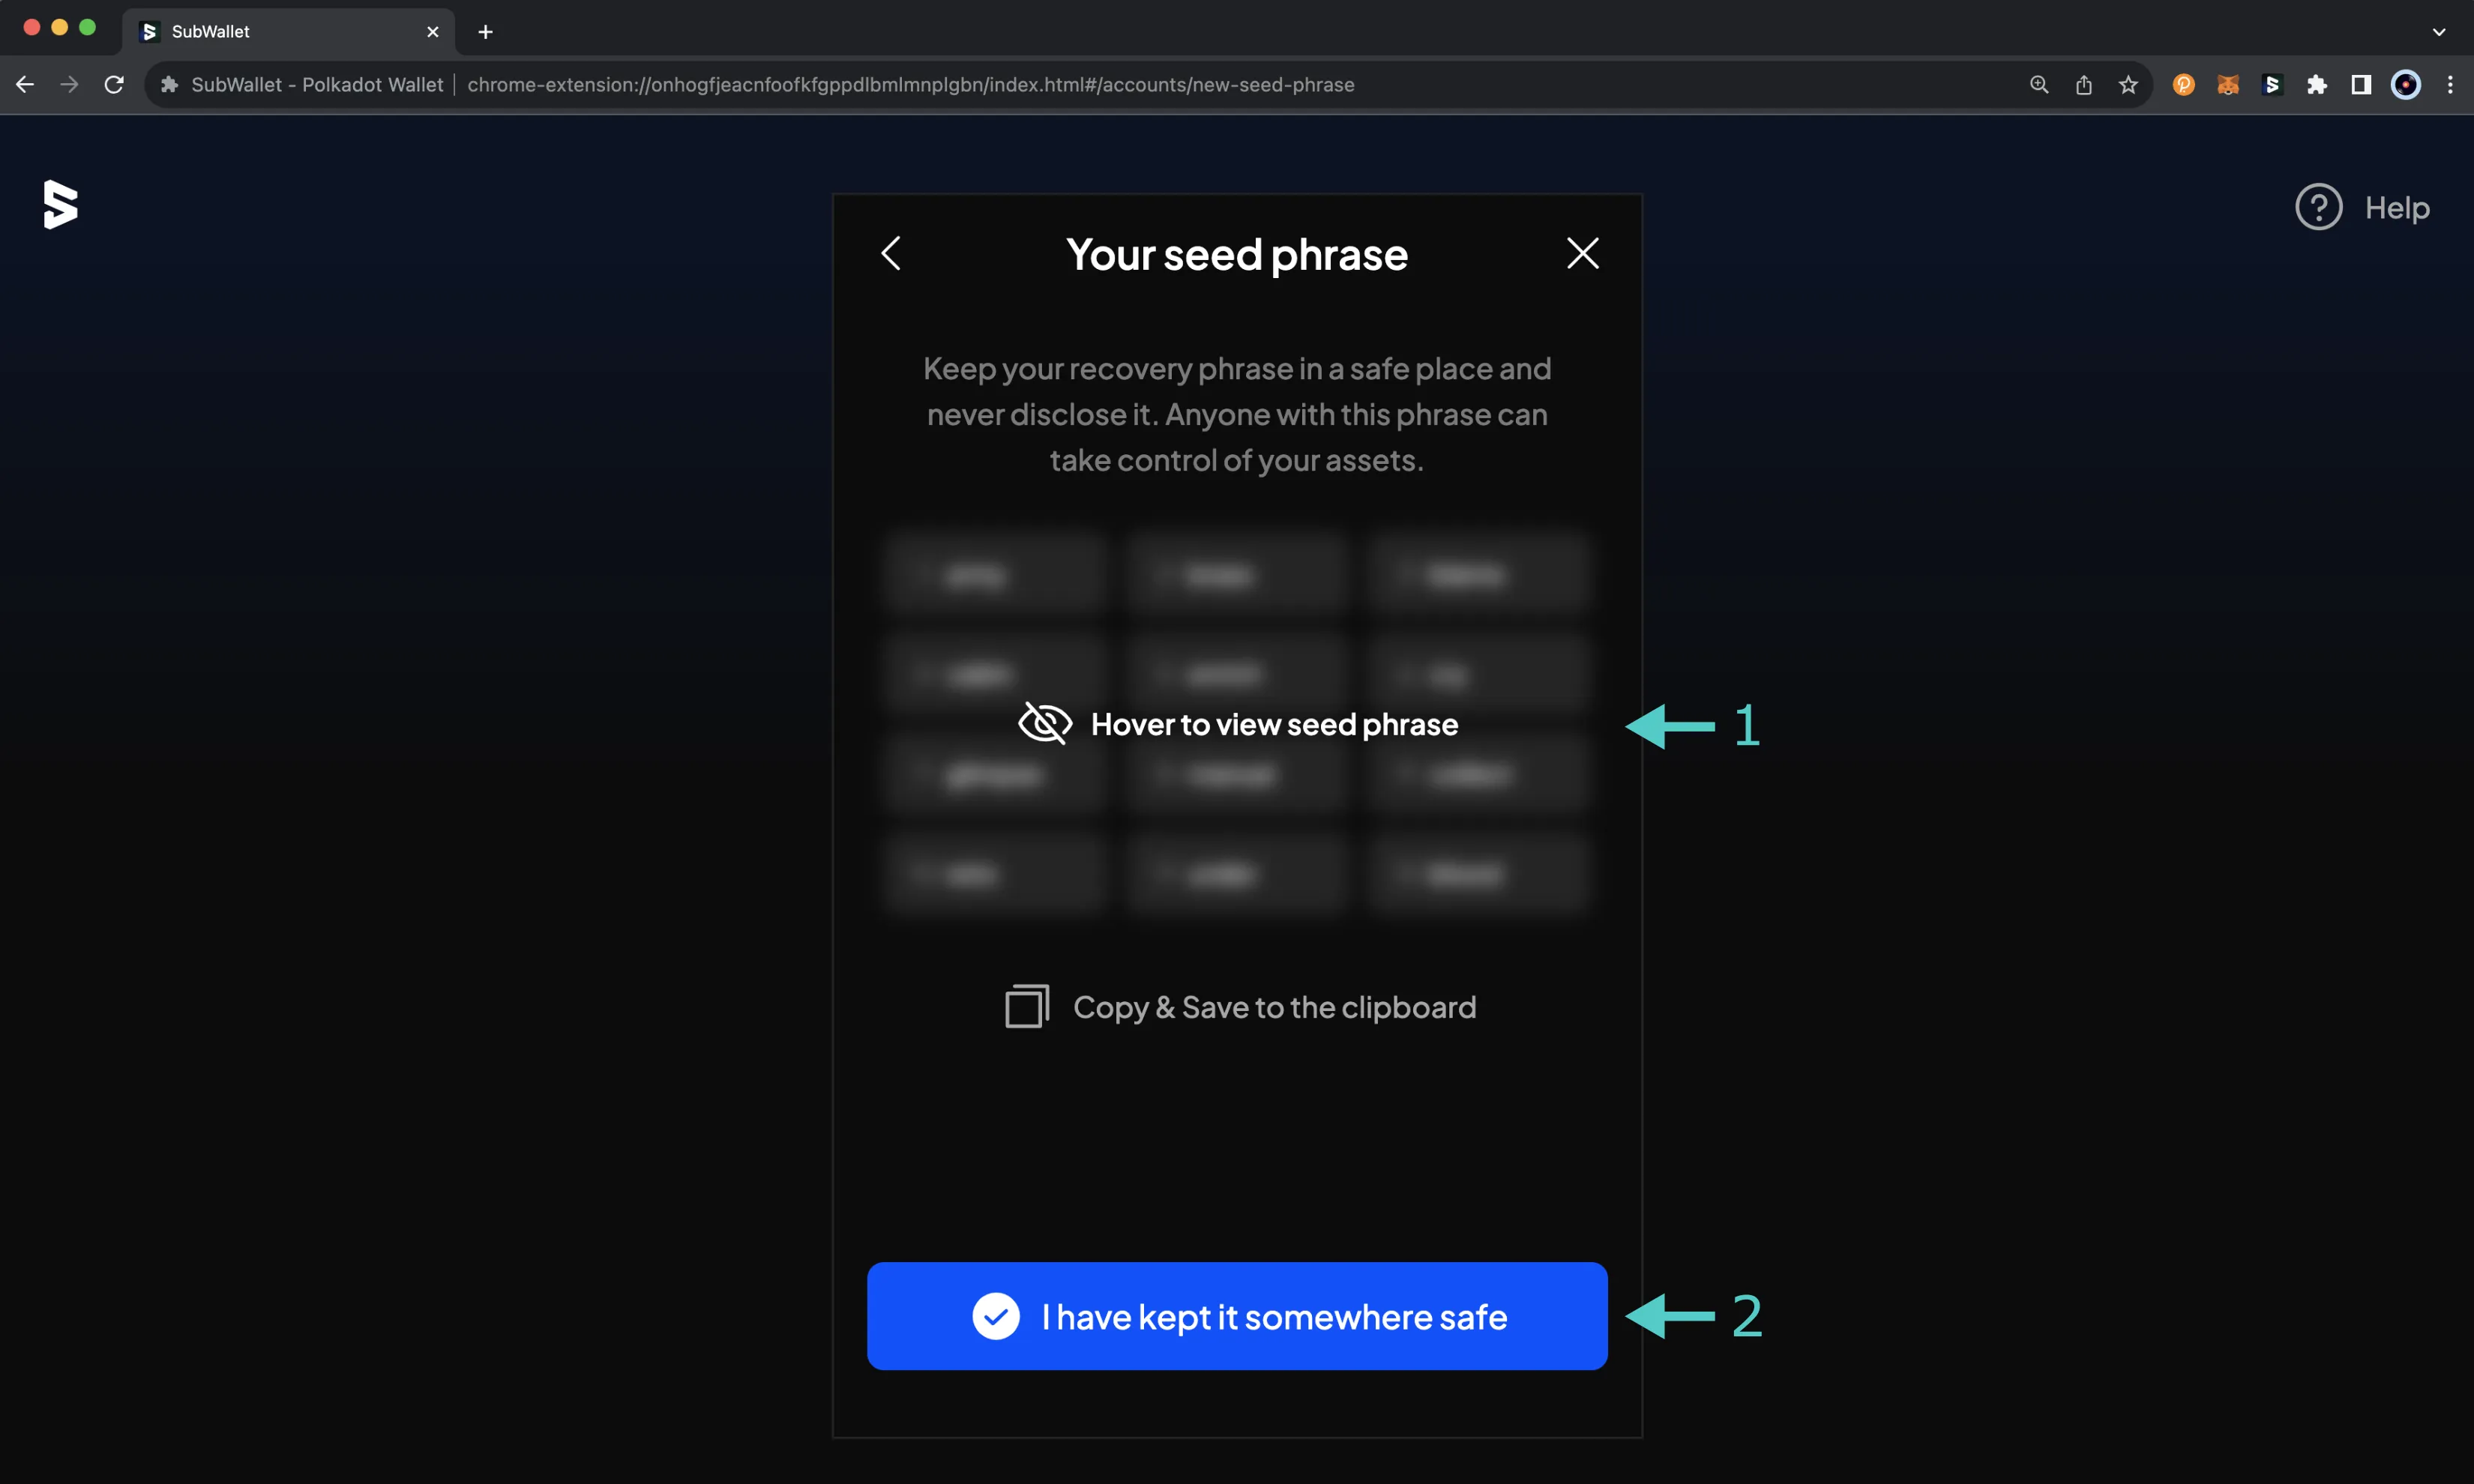 SubWallet
SubWallet - Polkadot Wallet chrome-extension://onhogfjeacnfoofkfgppdlbmlmnplgbn/index.html#/accounts/new-seed-phrase
Help
Your seed phrase
Keep your recovery phrase in a safe place and
never disclose it. Anyone with this phrase can
take control of your assets.
Hover to view seed phrase
1
Copy & Save to the clipboard
I have kept it somewhere safe
2